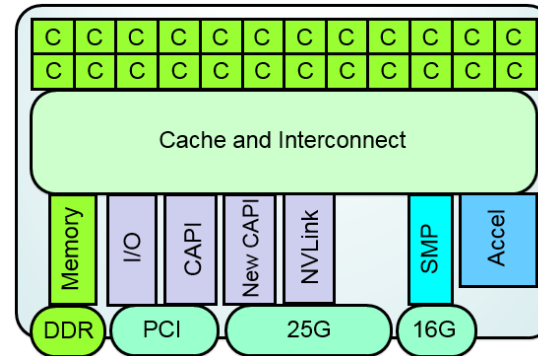 C C C C C C C C C C C C
C C C C C C C C C C C C
Cache and Interconnect
Memory
I/O
CAPI
New CAPI
NVLink
SMP
Accel
DDR
PCI
25G
16G